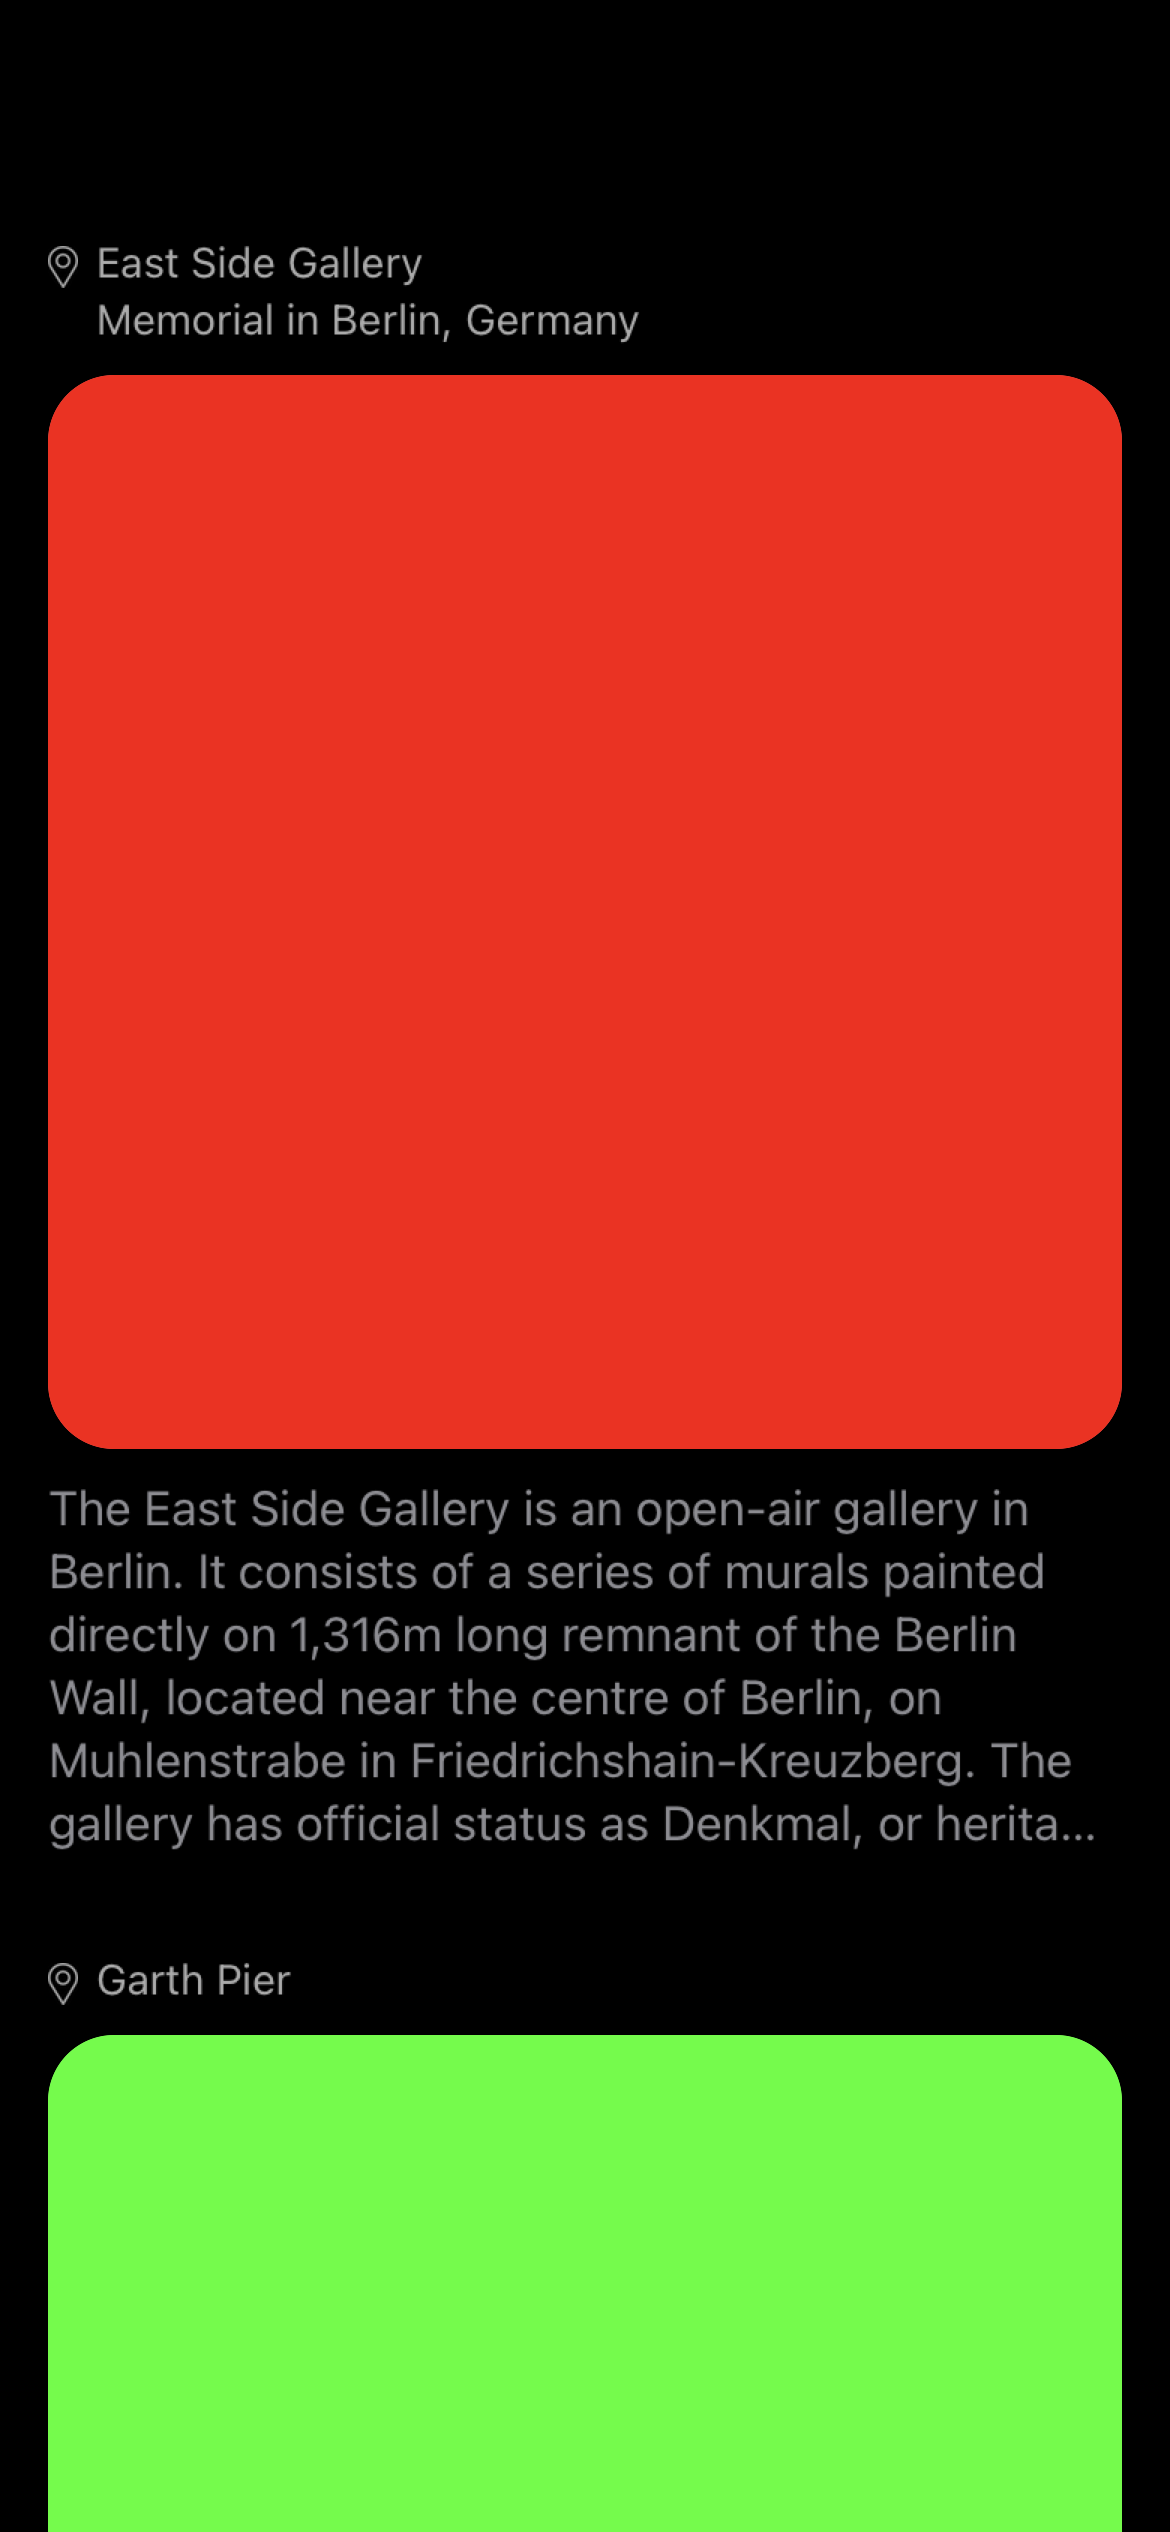 East Side Gallery
Memorial in Berlin, Germany
The East Side Gallery is an open-air gallery in
Berlin. It consists of a series of murals painted
directly on 1,316m long remnant of the Berlin
Wall, located near the centre of Berlin, on
Muhlenstrabe in Friedrichshain-Kreuzberg. The
gallery has official status as Denkmal, or herita...
Garth Pier